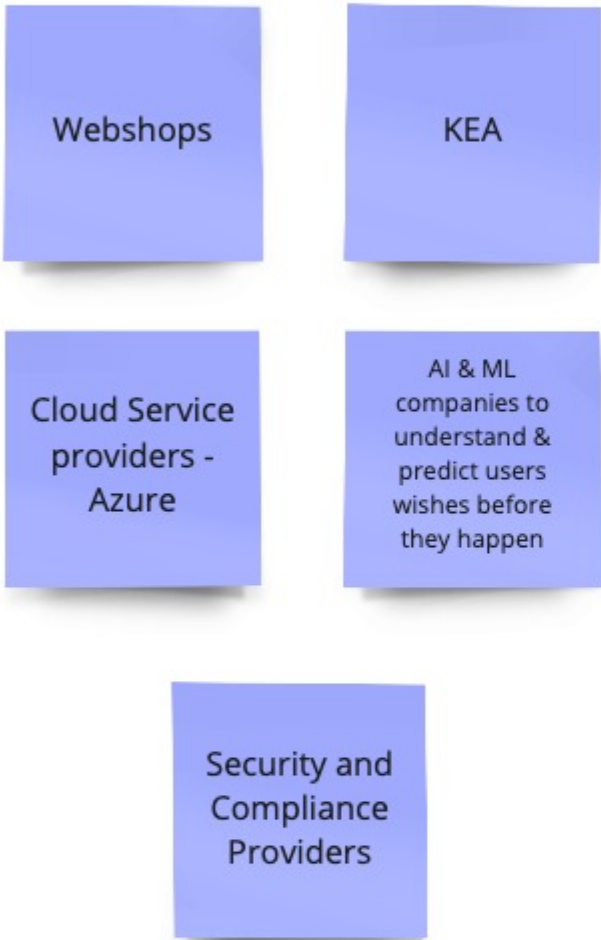 Webshops
KEA
Cloud Service
providers -
Azure
AI & ML
companies to
understand &
predict users
wishes before
they happen
Security and
Compliance
Providers